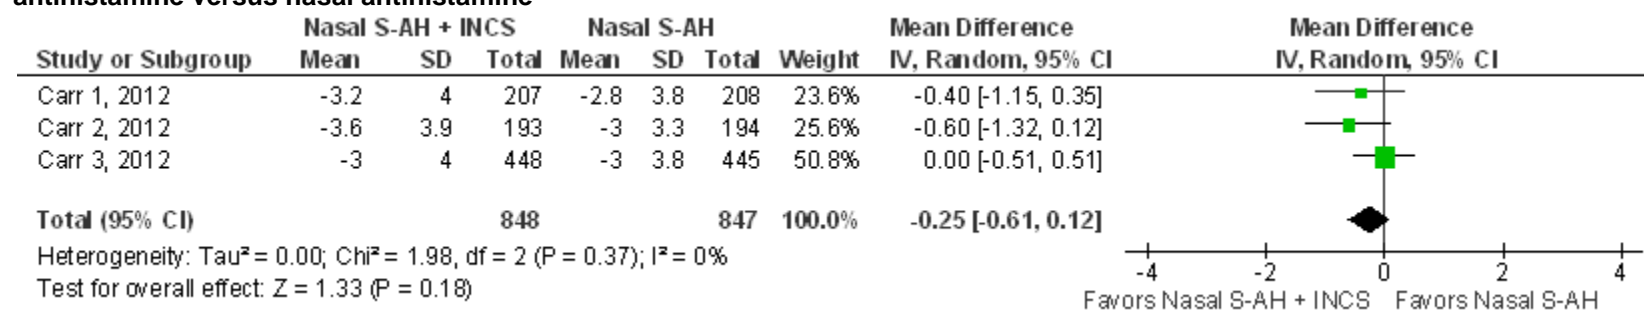 antihistamine versus nasal antihistamine
Nasal S-AH + INCS Nasal S-AH Mean Difference Mean Difference
Study or Subgroup Mean SD Total Mean SD Total Weight IV, Random, 95% CI IV, Random, 95% CI
Carr 1, 2012 -3.2 4 207 -2.8 3.8 208 23.6% -0.40 [-1.15, 0.35]
Carr 2, 2012 -3.6 3.9 193 -3 3.3 194 25.6% -0.60 [-1.32, 0.12]
Carr 3, 2012 -3 4 448 -3 3.8 445 50.8% 0.00 [-0.51, 0.51]
Total (95% CI) 848 847 100.0% -0.25 [-0.61, 0.12]
Heterogeneity: Tau² = 0.00; Chi² = 1.98, df = 2 (P = 0.37); I² = 0%
Test for overall effect: Z = 1.33 (P = 0.18)
-4 -2 0 2 4
Favors Nasal S-AH + INCS Favors Nasal S-AH